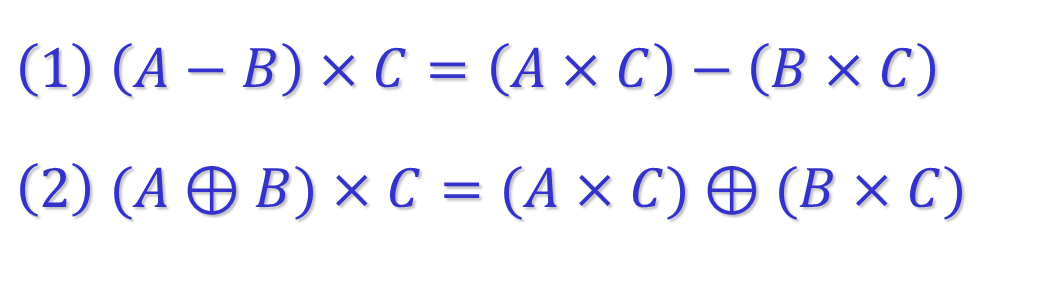 (1) (A − B) × C = (A × C) − (B × C)
(2) (A ⊕ B) × C = (A × C) ⊕ (B × C)